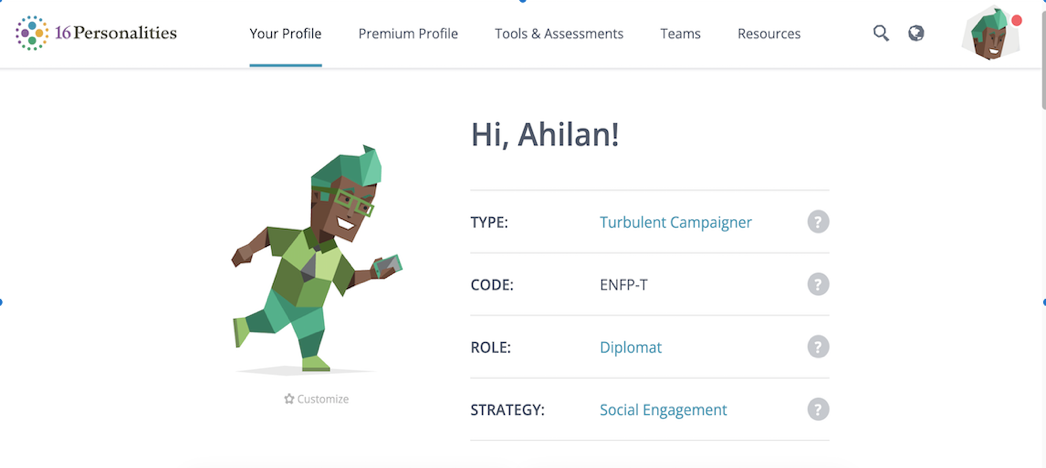 16Personalities
Your Profile
Premium Profile
Tools & Assessments
Teams
Resources
Hi, Ahilan!
TYPE: Turbulent Campaigner ?
CODE: ENFP-T ?
ROLE: Diplomat ?
STRATEGY: Social Engagement ?
Customize